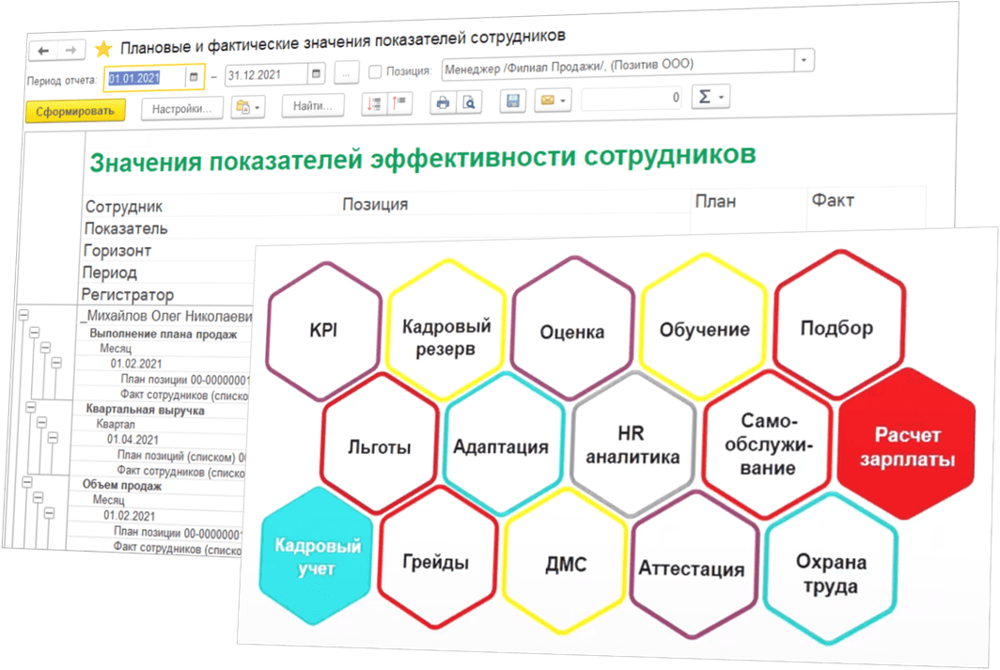 Плановые и фактические значения показателей сотрудников
Период отчета: 01.01.2021 – 31.12.2021 ... Позиция: Менеджер /Филиал Продажи/, (Позитив ООО)
Сформировать Настройки... Найти... 0 Σ
Значения показателей эффективности сотрудников
Сотрудник Позиция План Факт
Показатель
Горизонт
Период
Регистратор
_Михайлов Олег Николаеви
Выполнение плана продаж
Месяц
01.02.2021
План позиции 00-00000001
Факт сотрудников (списко
Квартальная выручка
Квартал
01.04.2021
План позиций (списком) 00
Факт сотрудников (списко
Объем продаж
Месяц
01.02.2021
План позиции 00-00000001
Факт сотрудников (списко
KPI
Кадровый
резерв
Оценка
Обучение
Подбор
Льготы
Адаптация
HR
аналитика
Само-
обслужи-
вание
Расчет
зарплаты
Кадровый
учет
Грейды
ДМС
Аттестация
Охрана
труда